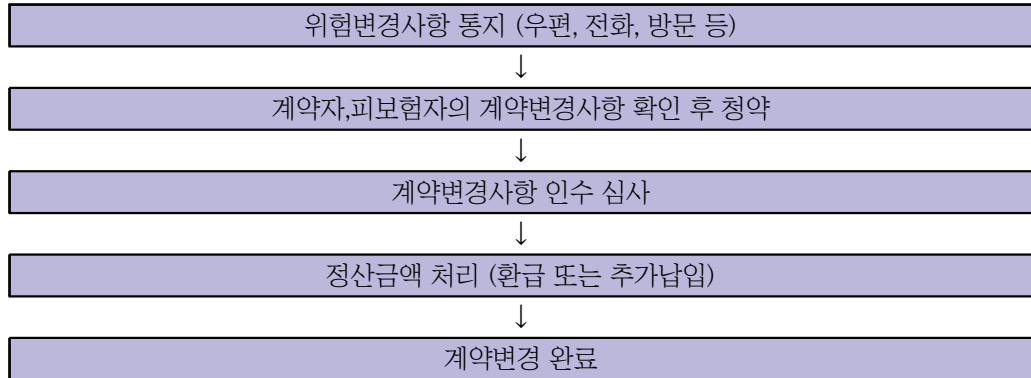 위험변경사항 통지 (우편, 전화, 방문 등)
↓
계약자,피보험자의 계약변경사항 확인 후 청약
↓
계약변경사항 인수 심사
↓
정산금액 처리 (환급 또는 추가납입)
↓
계약변경 완료